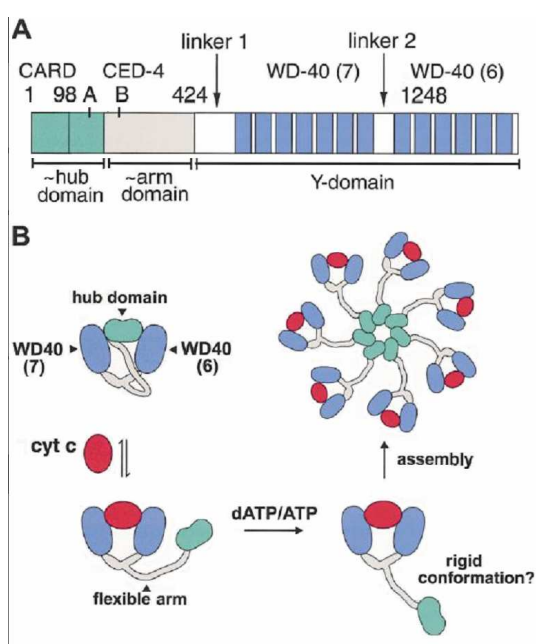 A
linker 1
linker 2
CARD
CED-4
WD-40 (7)
WD-40 (6)
1
98
A
B
424
1248
~hub
domain
~arm
domain
Y-domain
B
hub domain
WD40
(7)
WD40
(6)
cyt c
assembly
dATP/ATP
flexible arm
rigid
conformation?